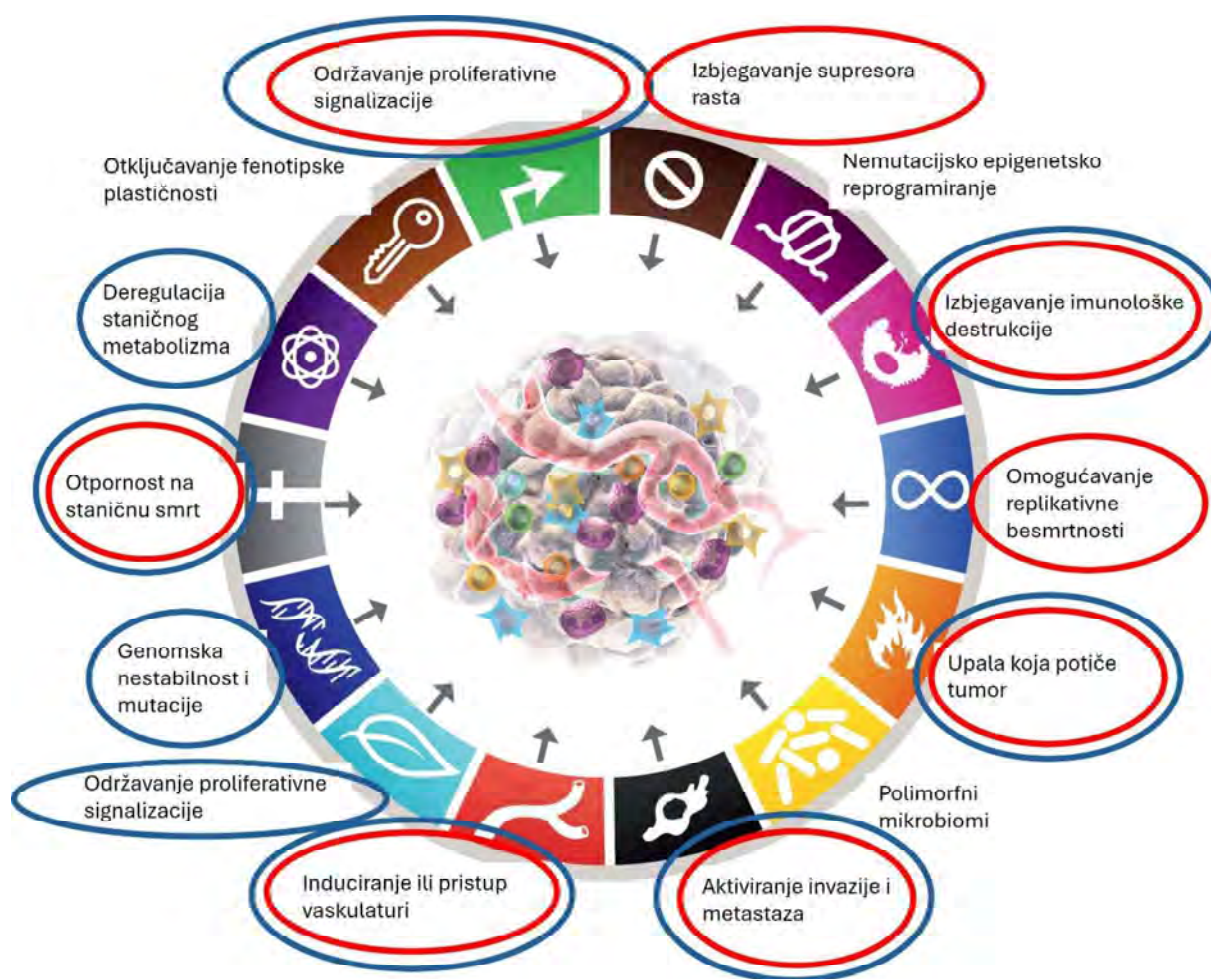 Održavanje proliferativne
signalizacije
Izbjegavanje supresora
rasta
Otključavanje fenotipske
plastičnosti
Nemutacijsko epigenetsko
reprogramiranje
Deregulacija
staničnog
metabolizma
Izbjegavanje imunološke
destrukcije
Otpornost na
staničnu smrt
Omogućavanje
replikativne
besmrtnosti
Genomska
nestabilnost i
mutacije
Upala koja potiče
tumor
Održavanje proliferativne
signalizacije
Polimorfni
mikrobiomi
Induciranje ili pristup
vaskulaturi
Aktiviranje invazije i
metastaza